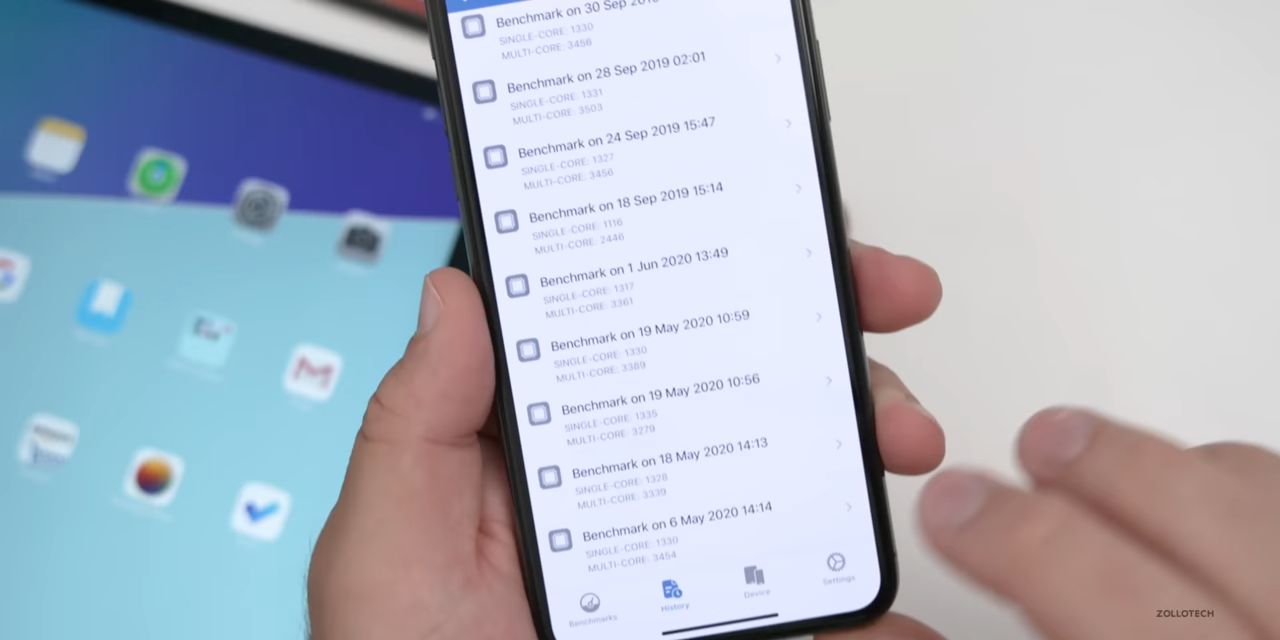 Benchmark on 30 Sep 2019
SINGLE-CORE: 1330
MULTI-CORE: 3456
Benchmark on 28 Sep 2019 02:01
SINGLE-CORE: 1331
MULTI-CORE: 3503
Benchmark on 24 Sep 2019 15:47
SINGLE-CORE: 1327
MULTI-CORE: 3456
Benchmark on 18 Sep 2019 15:14
SINGLE-CORE: 1116
MULTI-CORE: 2446
Benchmark on 1 Jun 2020 13:49
SINGLE-CORE: 1317
MULTI-CORE: 3361
Benchmark on 19 May 2020 10:59
SINGLE-CORE: 1330
MULTI-CORE: 3369
Benchmark on 19 May 2020 10:56
SINGLE-CORE: 1335
MULTI-CORE: 3279
Benchmark on 18 May 2020 14:13
SINGLE-CORE: 1328
MULTI-CORE: 3339
Benchmark on 6 May 2020 14:14
SINGLE-CORE: 1330
MULTI-CORE: 3454
Benchmarks
History
Device
Settings
ZOLLOTECH